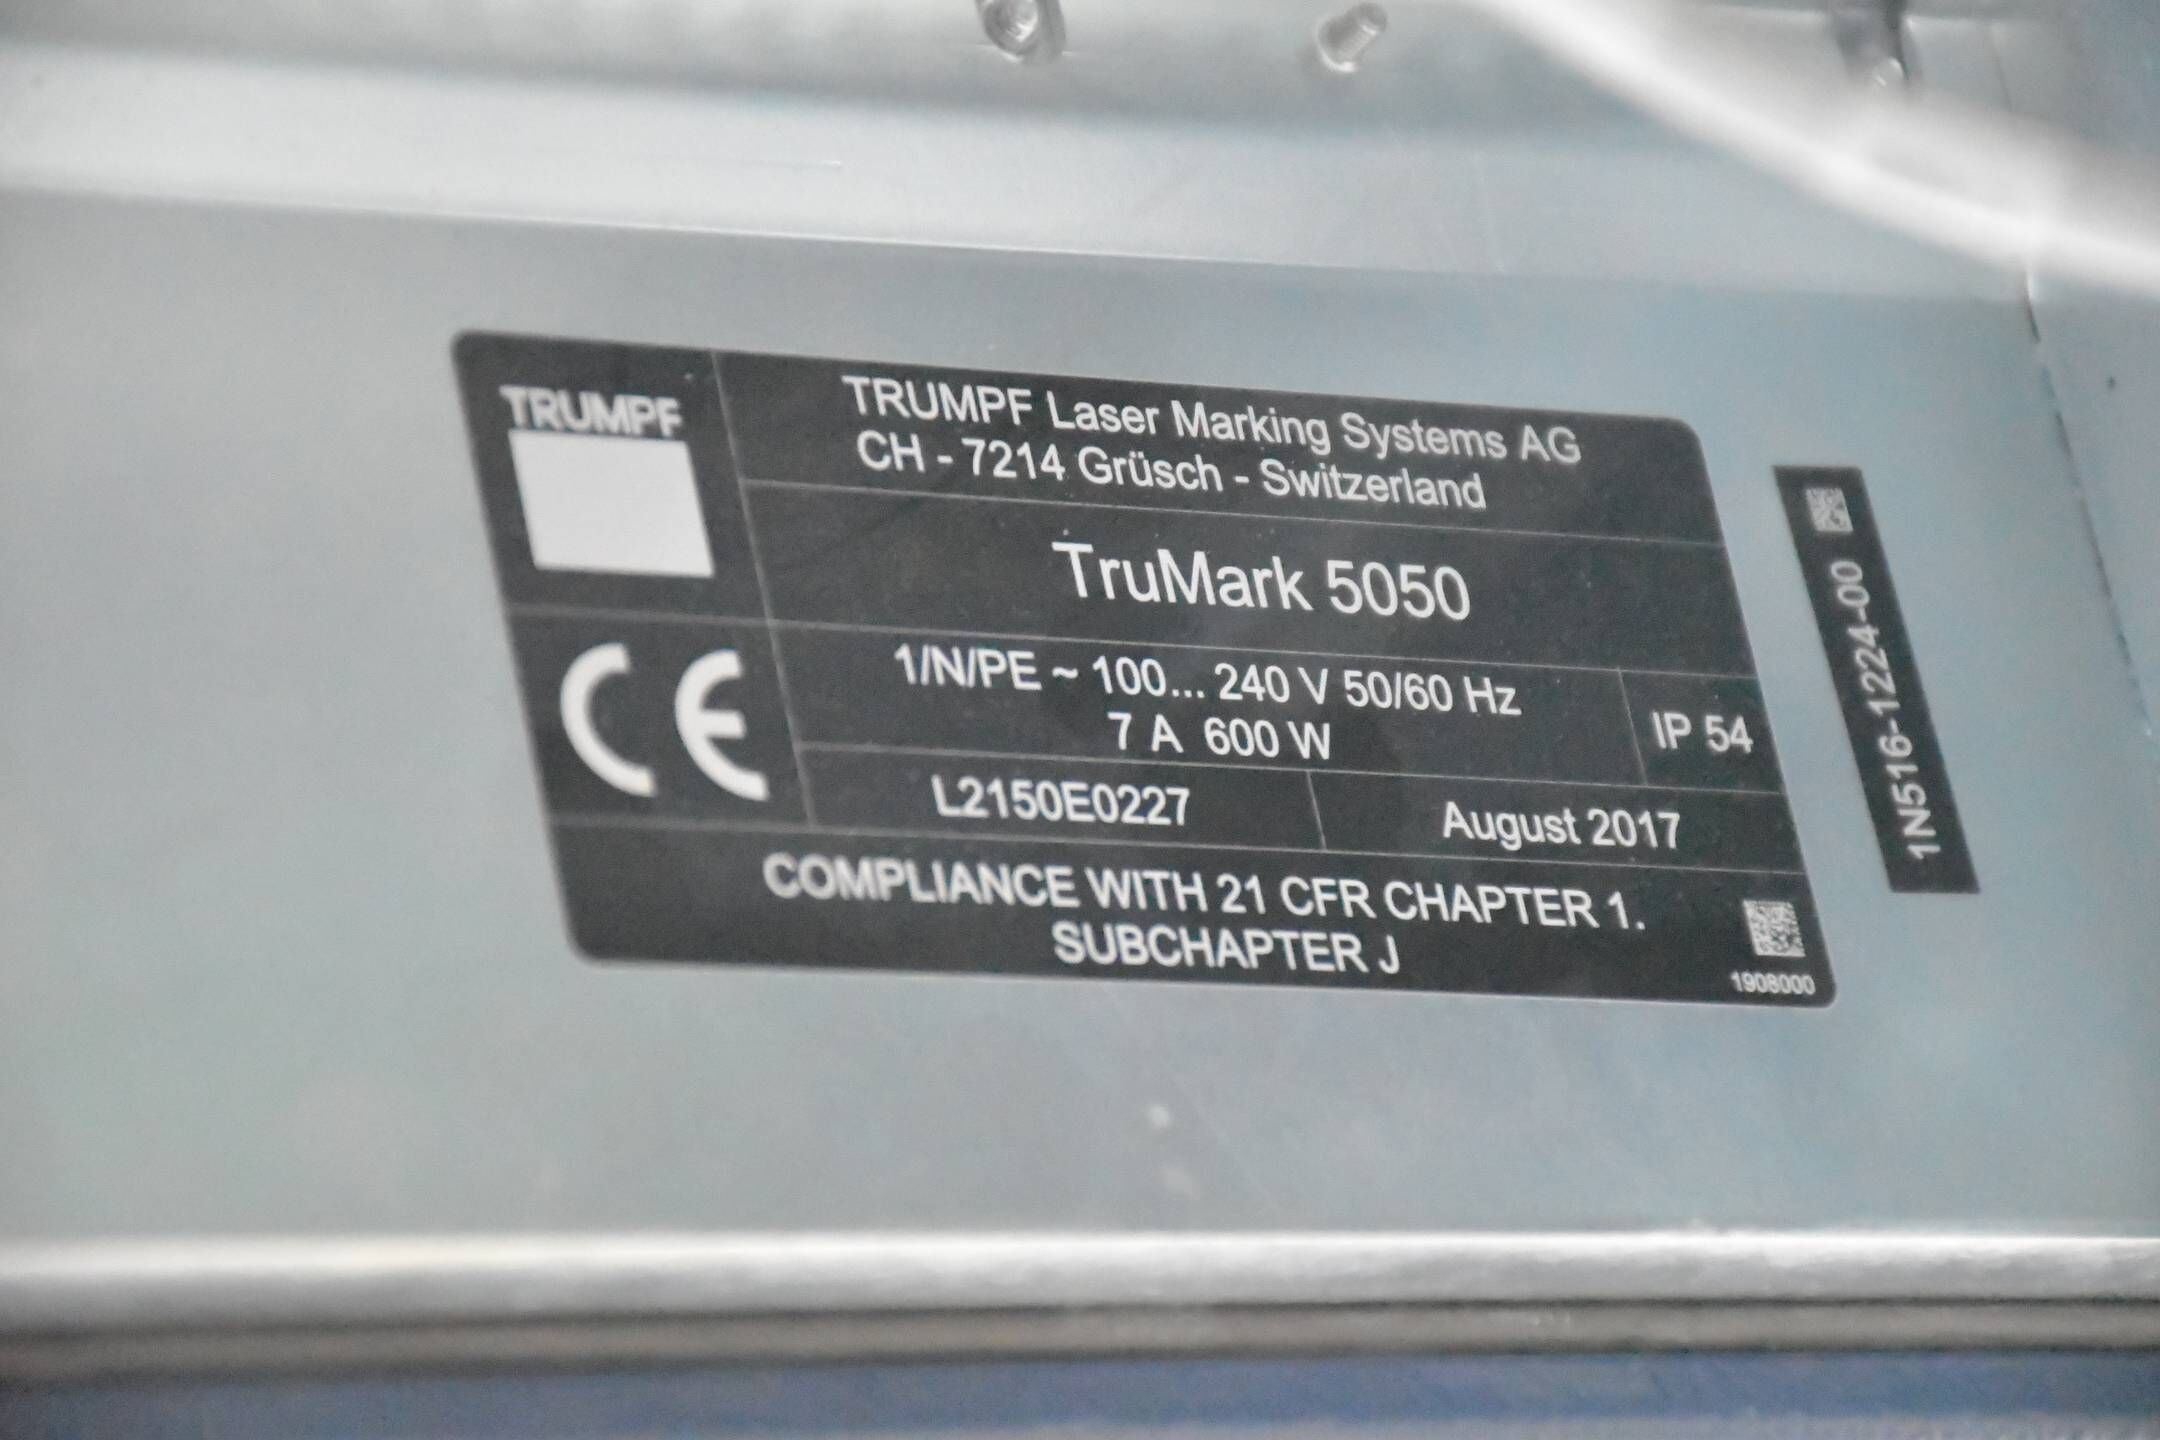 TRUMPF
TRUMPF Laser Marking Systems AG
CH - 7214 Grüsch - Switzerland
TruMark 5050
CE
1/N/PE ~ 100... 240 V 50/60 Hz
7 A 600 W
IP 54
L2150E0227
August 2017
COMPLIANCE WITH 21 CFR CHAPTER 1.
SUBCHAPTER J
1908000
1N516-1224-00